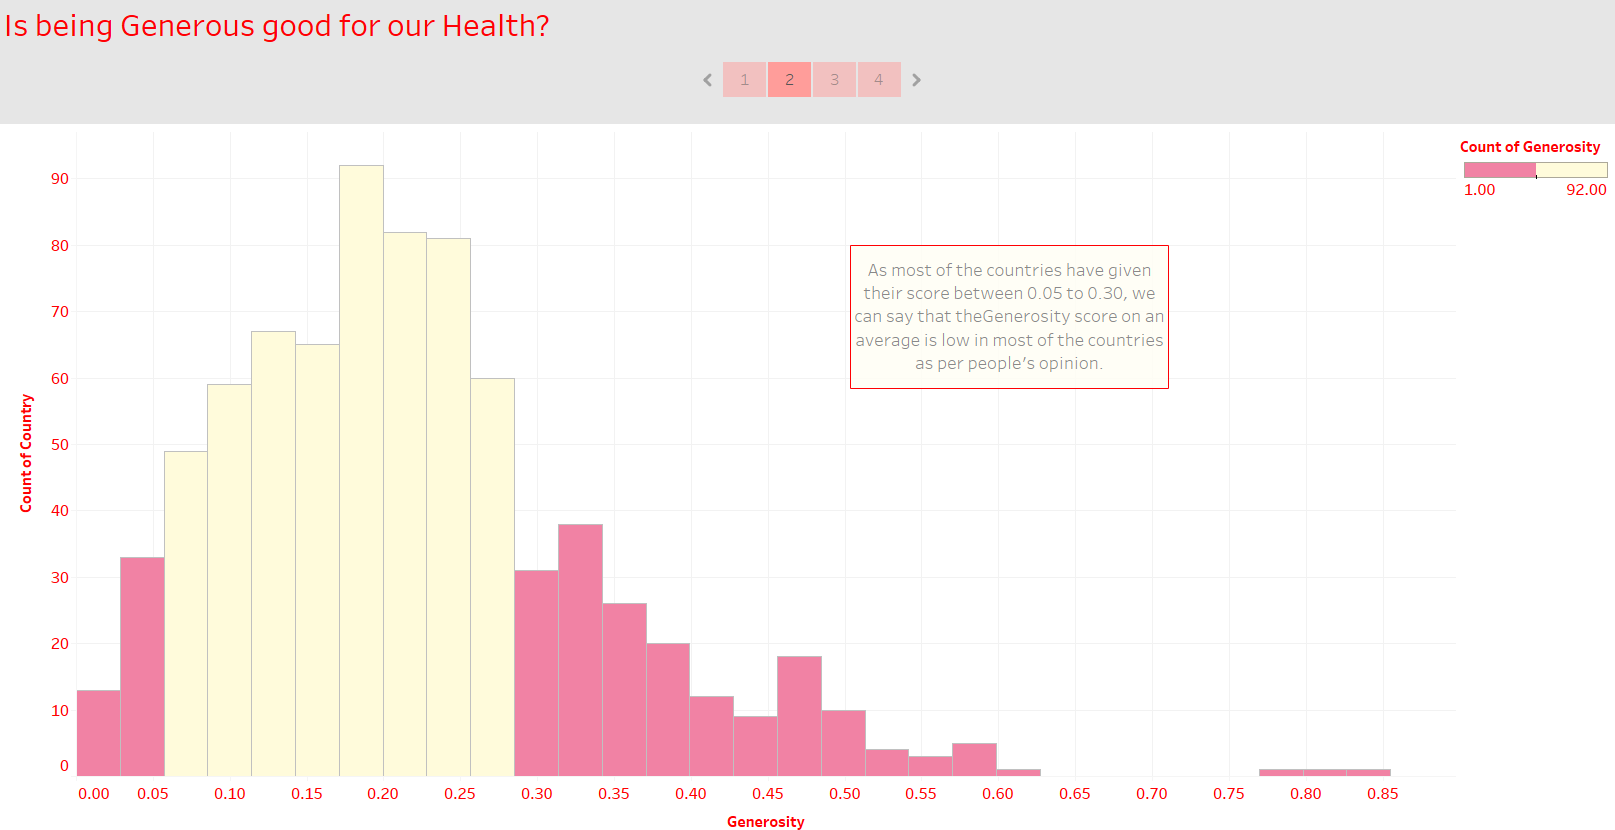 Is being Generous good for our Health?
1 2 3 4
Count of Generosity
1.00 92.00
As most of the countries have given
their score between 0.05 to 0.30, we
can say that theGenerosity score on an
average is low in most of the countries
as per people’s opinion.
Count of Country
90
80
70
60
50
40
30
20
10
0
0.00 0.05 0.10 0.15 0.20 0.25 0.30 0.35 0.40 0.45 0.50 0.55 0.60 0.65 0.70 0.75 0.80 0.85
Generosity